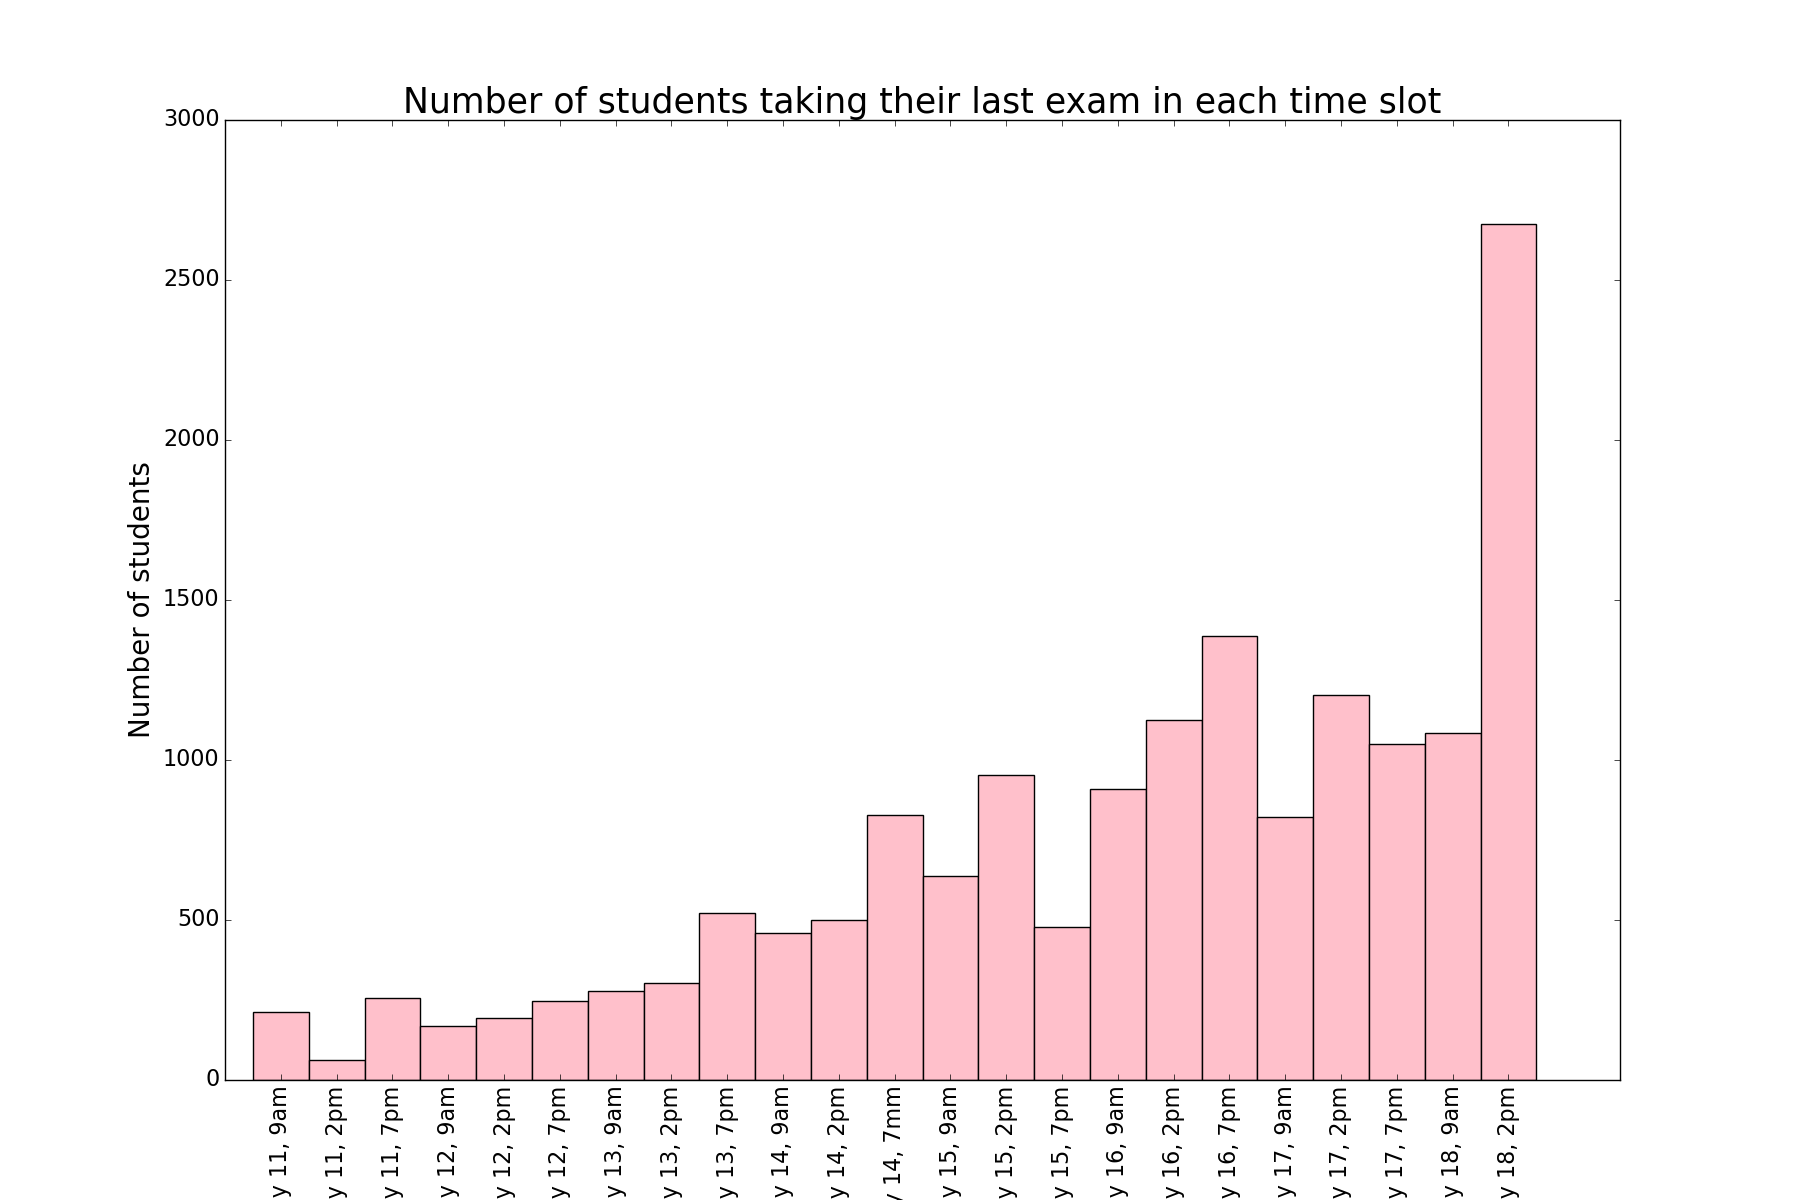 Number of students taking their last exam in each time slot
Number of students
3000
2500
2000
1500
1000
500
0
y 11, 9am
y 11, 2pm
y 11, 7pm
y 12, 9am
y 12, 2pm
y 12, 7pm
y 13, 9am
y 13, 2pm
y 13, 7pm
y 14, 9am
y 14, 2pm
y 14, 7mm
y 15, 9am
y 15, 2pm
y 15, 7pm
y 16, 9am
y 16, 2pm
y 16, 7pm
y 17, 9am
y 17, 2pm
y 17, 7pm
y 18, 9am
y 18, 2pm